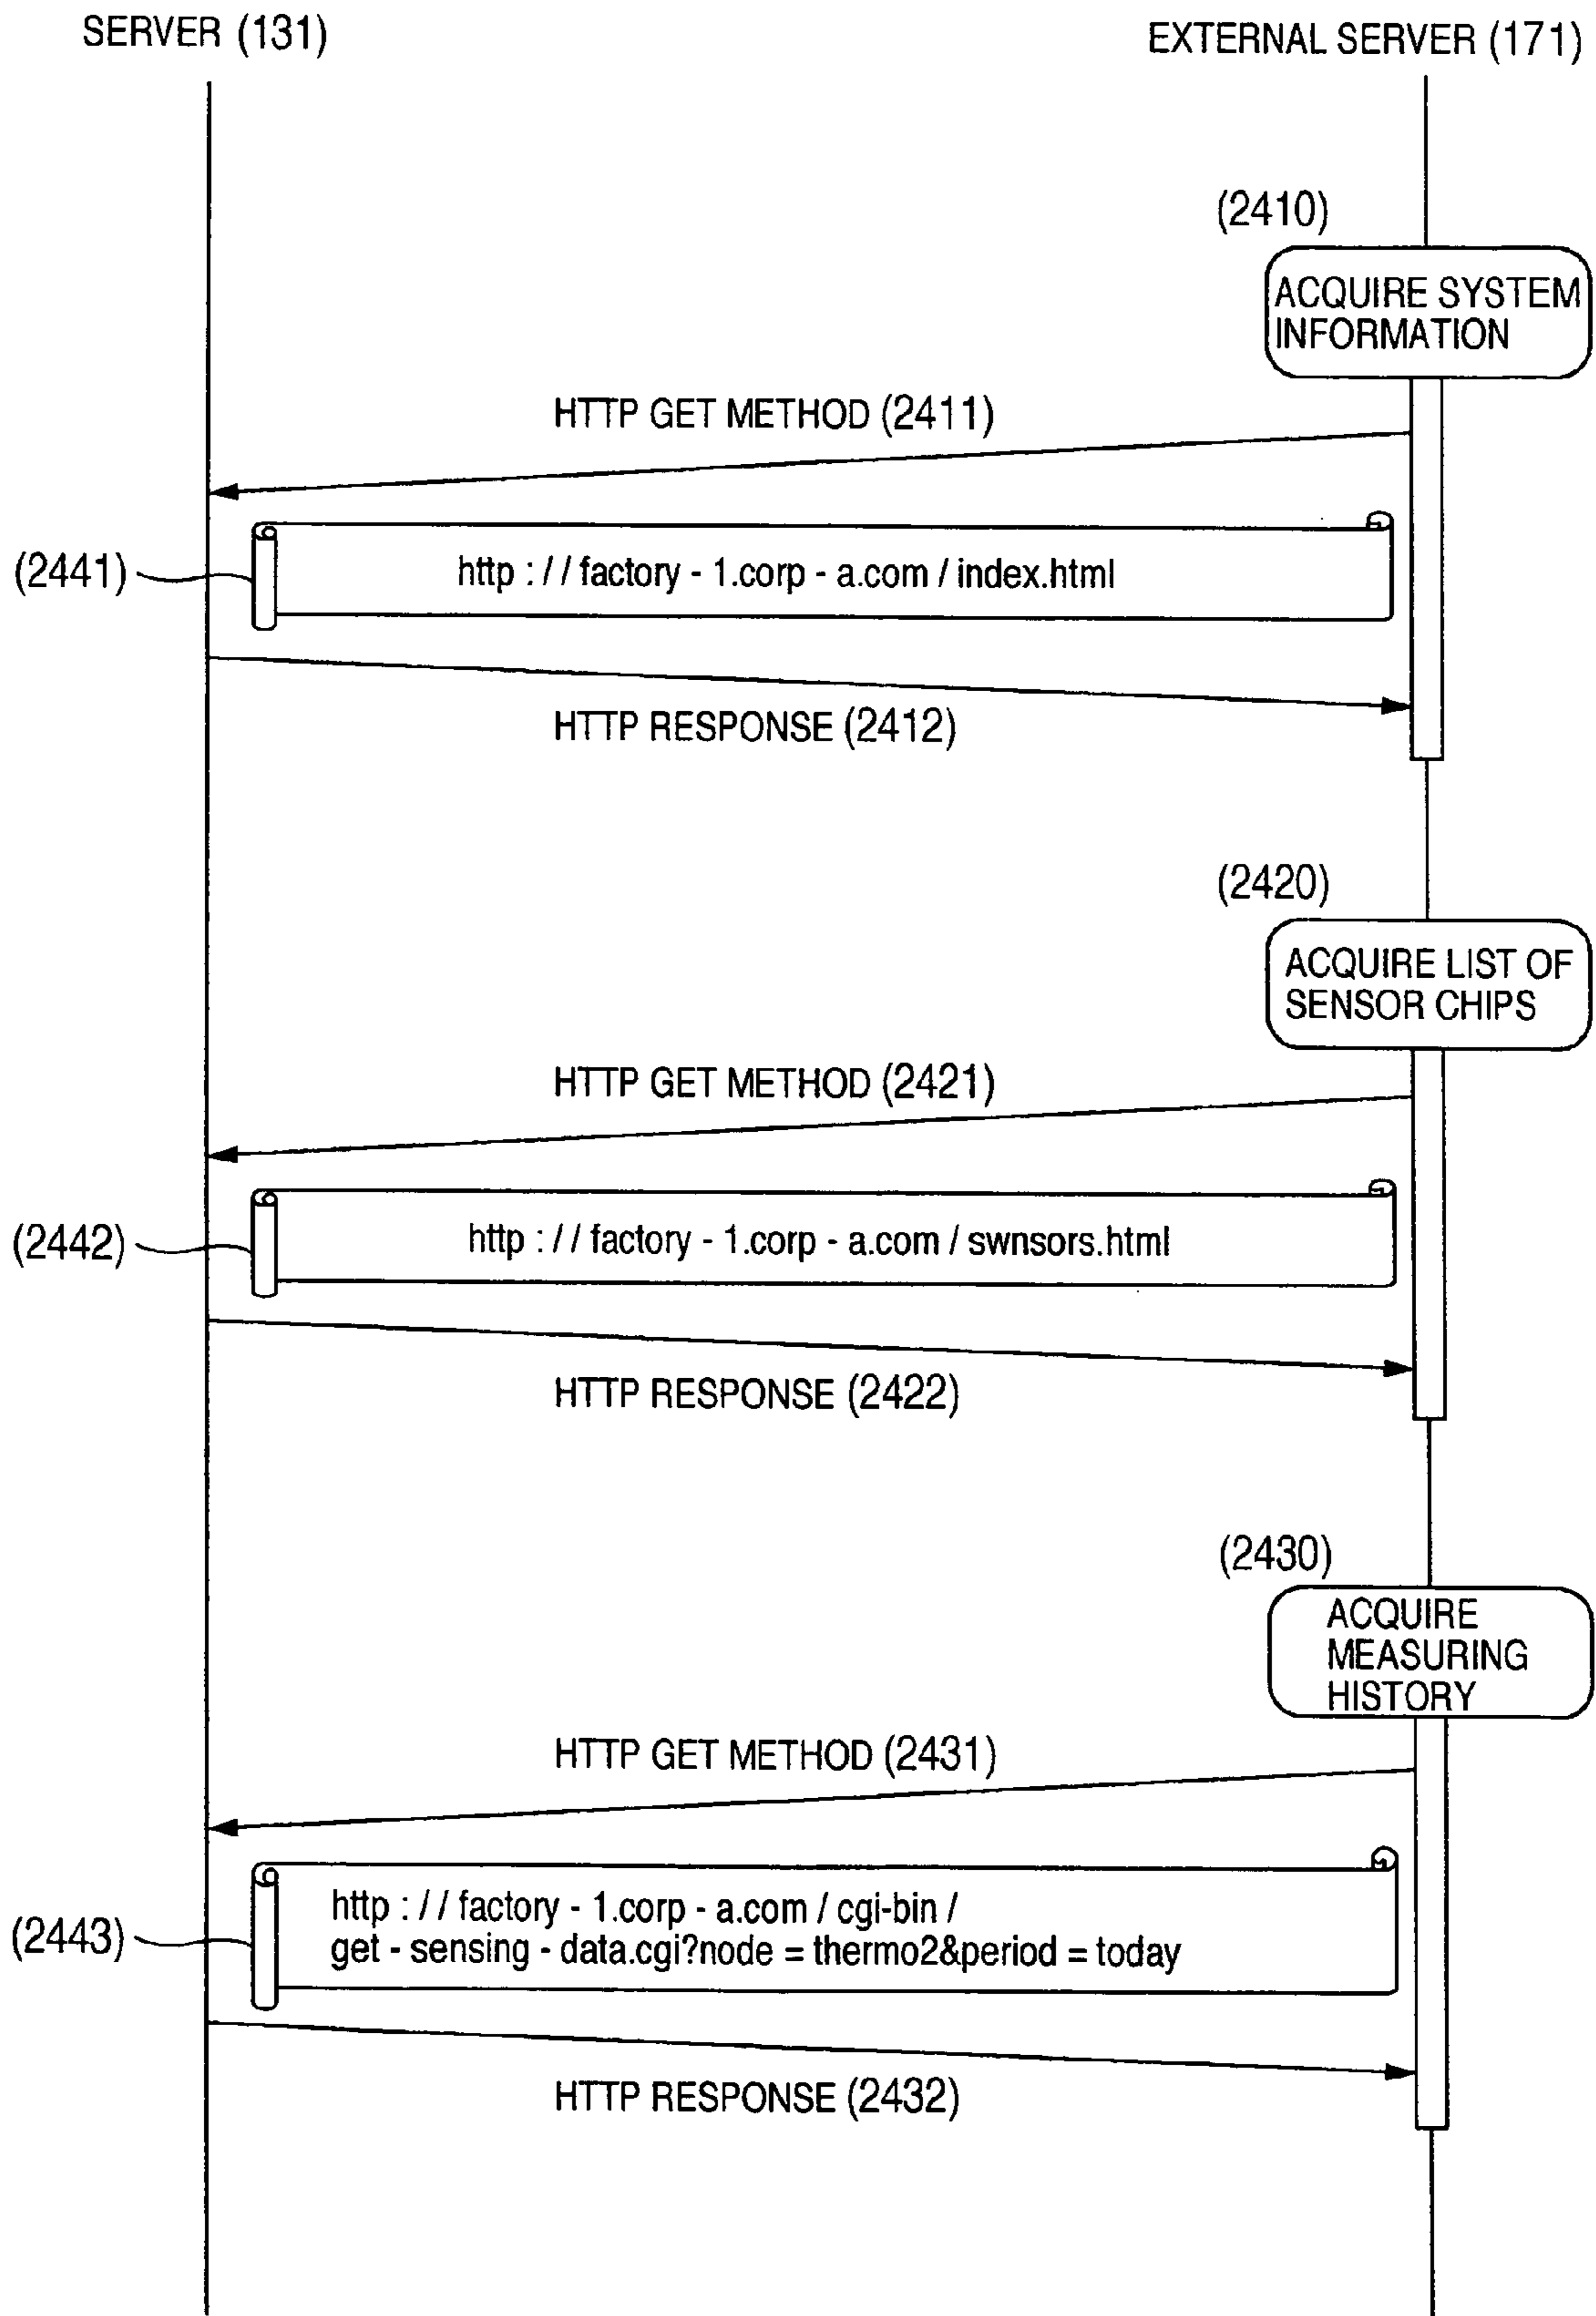 SERVER (131)
EXTERNAL SERVER (171)
(2410)
ACQUIRE SYSTEM
INFORMATION
HTTP GET METHOD (2411)
(2441)
http : / / factory - 1.corp - a.com / index.html
HTTP RESPONSE (2412)
(2420)
ACQUIRE LIST OF
SENSOR CHIPS
HTTP GET METHOD (2421)
(2442)
http : / / factory - 1.corp - a.com / swnsors.html
HTTP RESPONSE (2422)
(2430)
ACQUIRE
MEASURING
HISTORY
HTTP GET METHOD (2431)
(2443)
http : / / factory - 1.corp - a.com / cgi-bin /
get - sensing - data.cgi?node = thermo2&period = today
HTTP RESPONSE (2432)